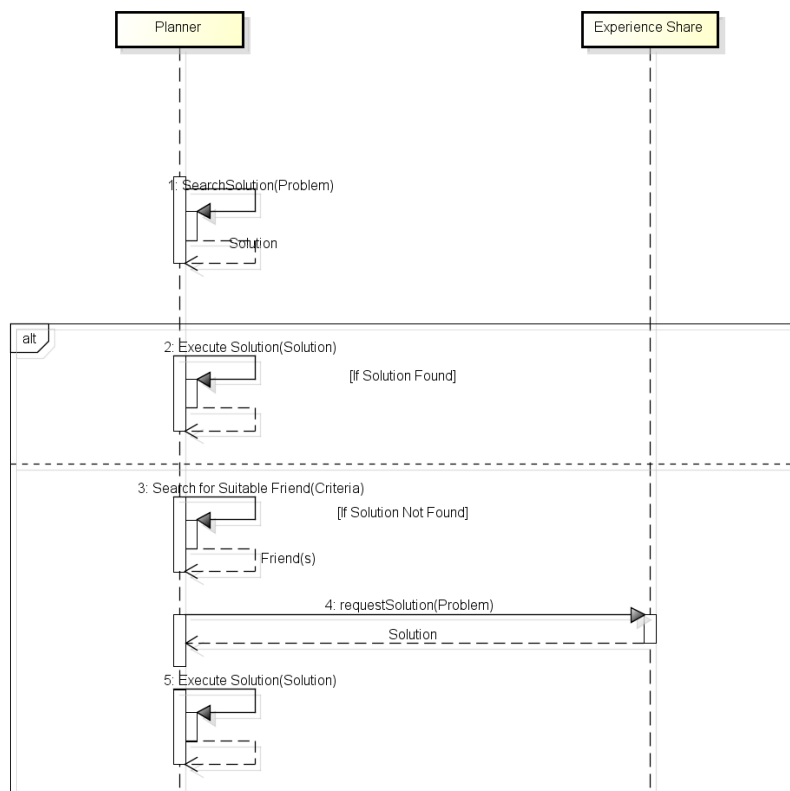 Planner
Experience Share
1: SearchSolution(Problem)
Solution
alt
2: Execute Solution(Solution)
[If Solution Found]
3: Search for Suitable Friend(Criteria)
[If Solution Not Found]
Friend(s)
4: requestSolution(Problem)
Solution
5: Execute Solution(Solution)